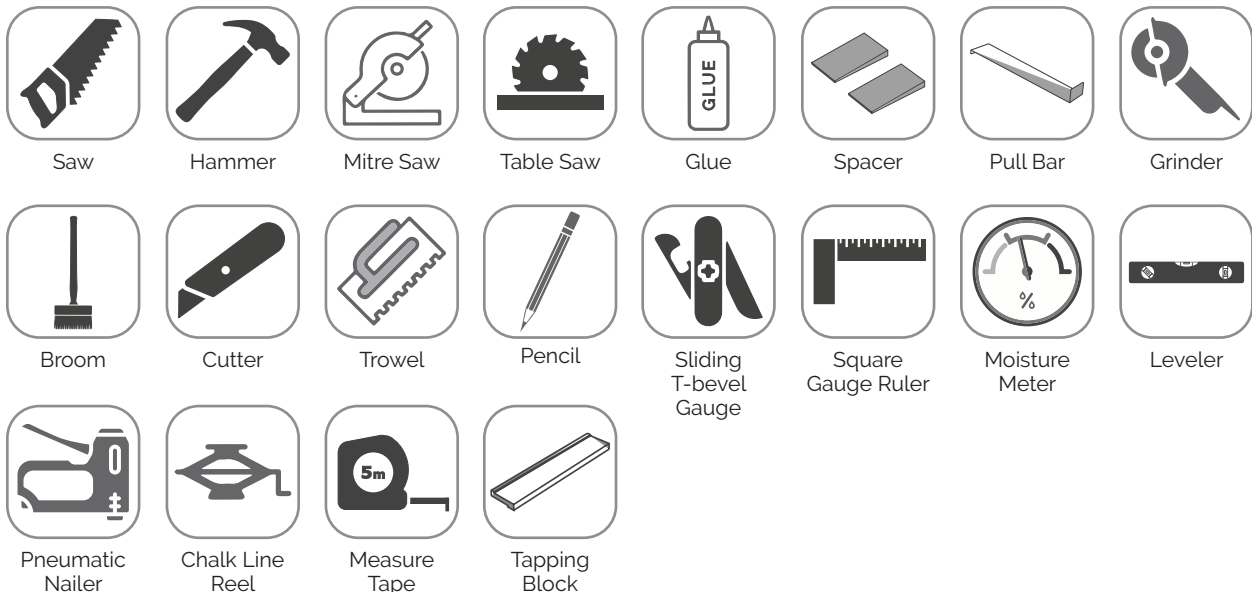 GLUE
Saw
Hammer
Mitre Saw
Table Saw
Glue
Spacer
Pull Bar
Grinder
%
Broom
Cutter
Trowel
Pencil
Sliding
T-bevel
Gauge
Square
Gauge Ruler
Moisture
Meter
Leveler
5m
Pneumatic
Nailer
Chalk Line
Reel
Measure
Tape
Tapping
Block